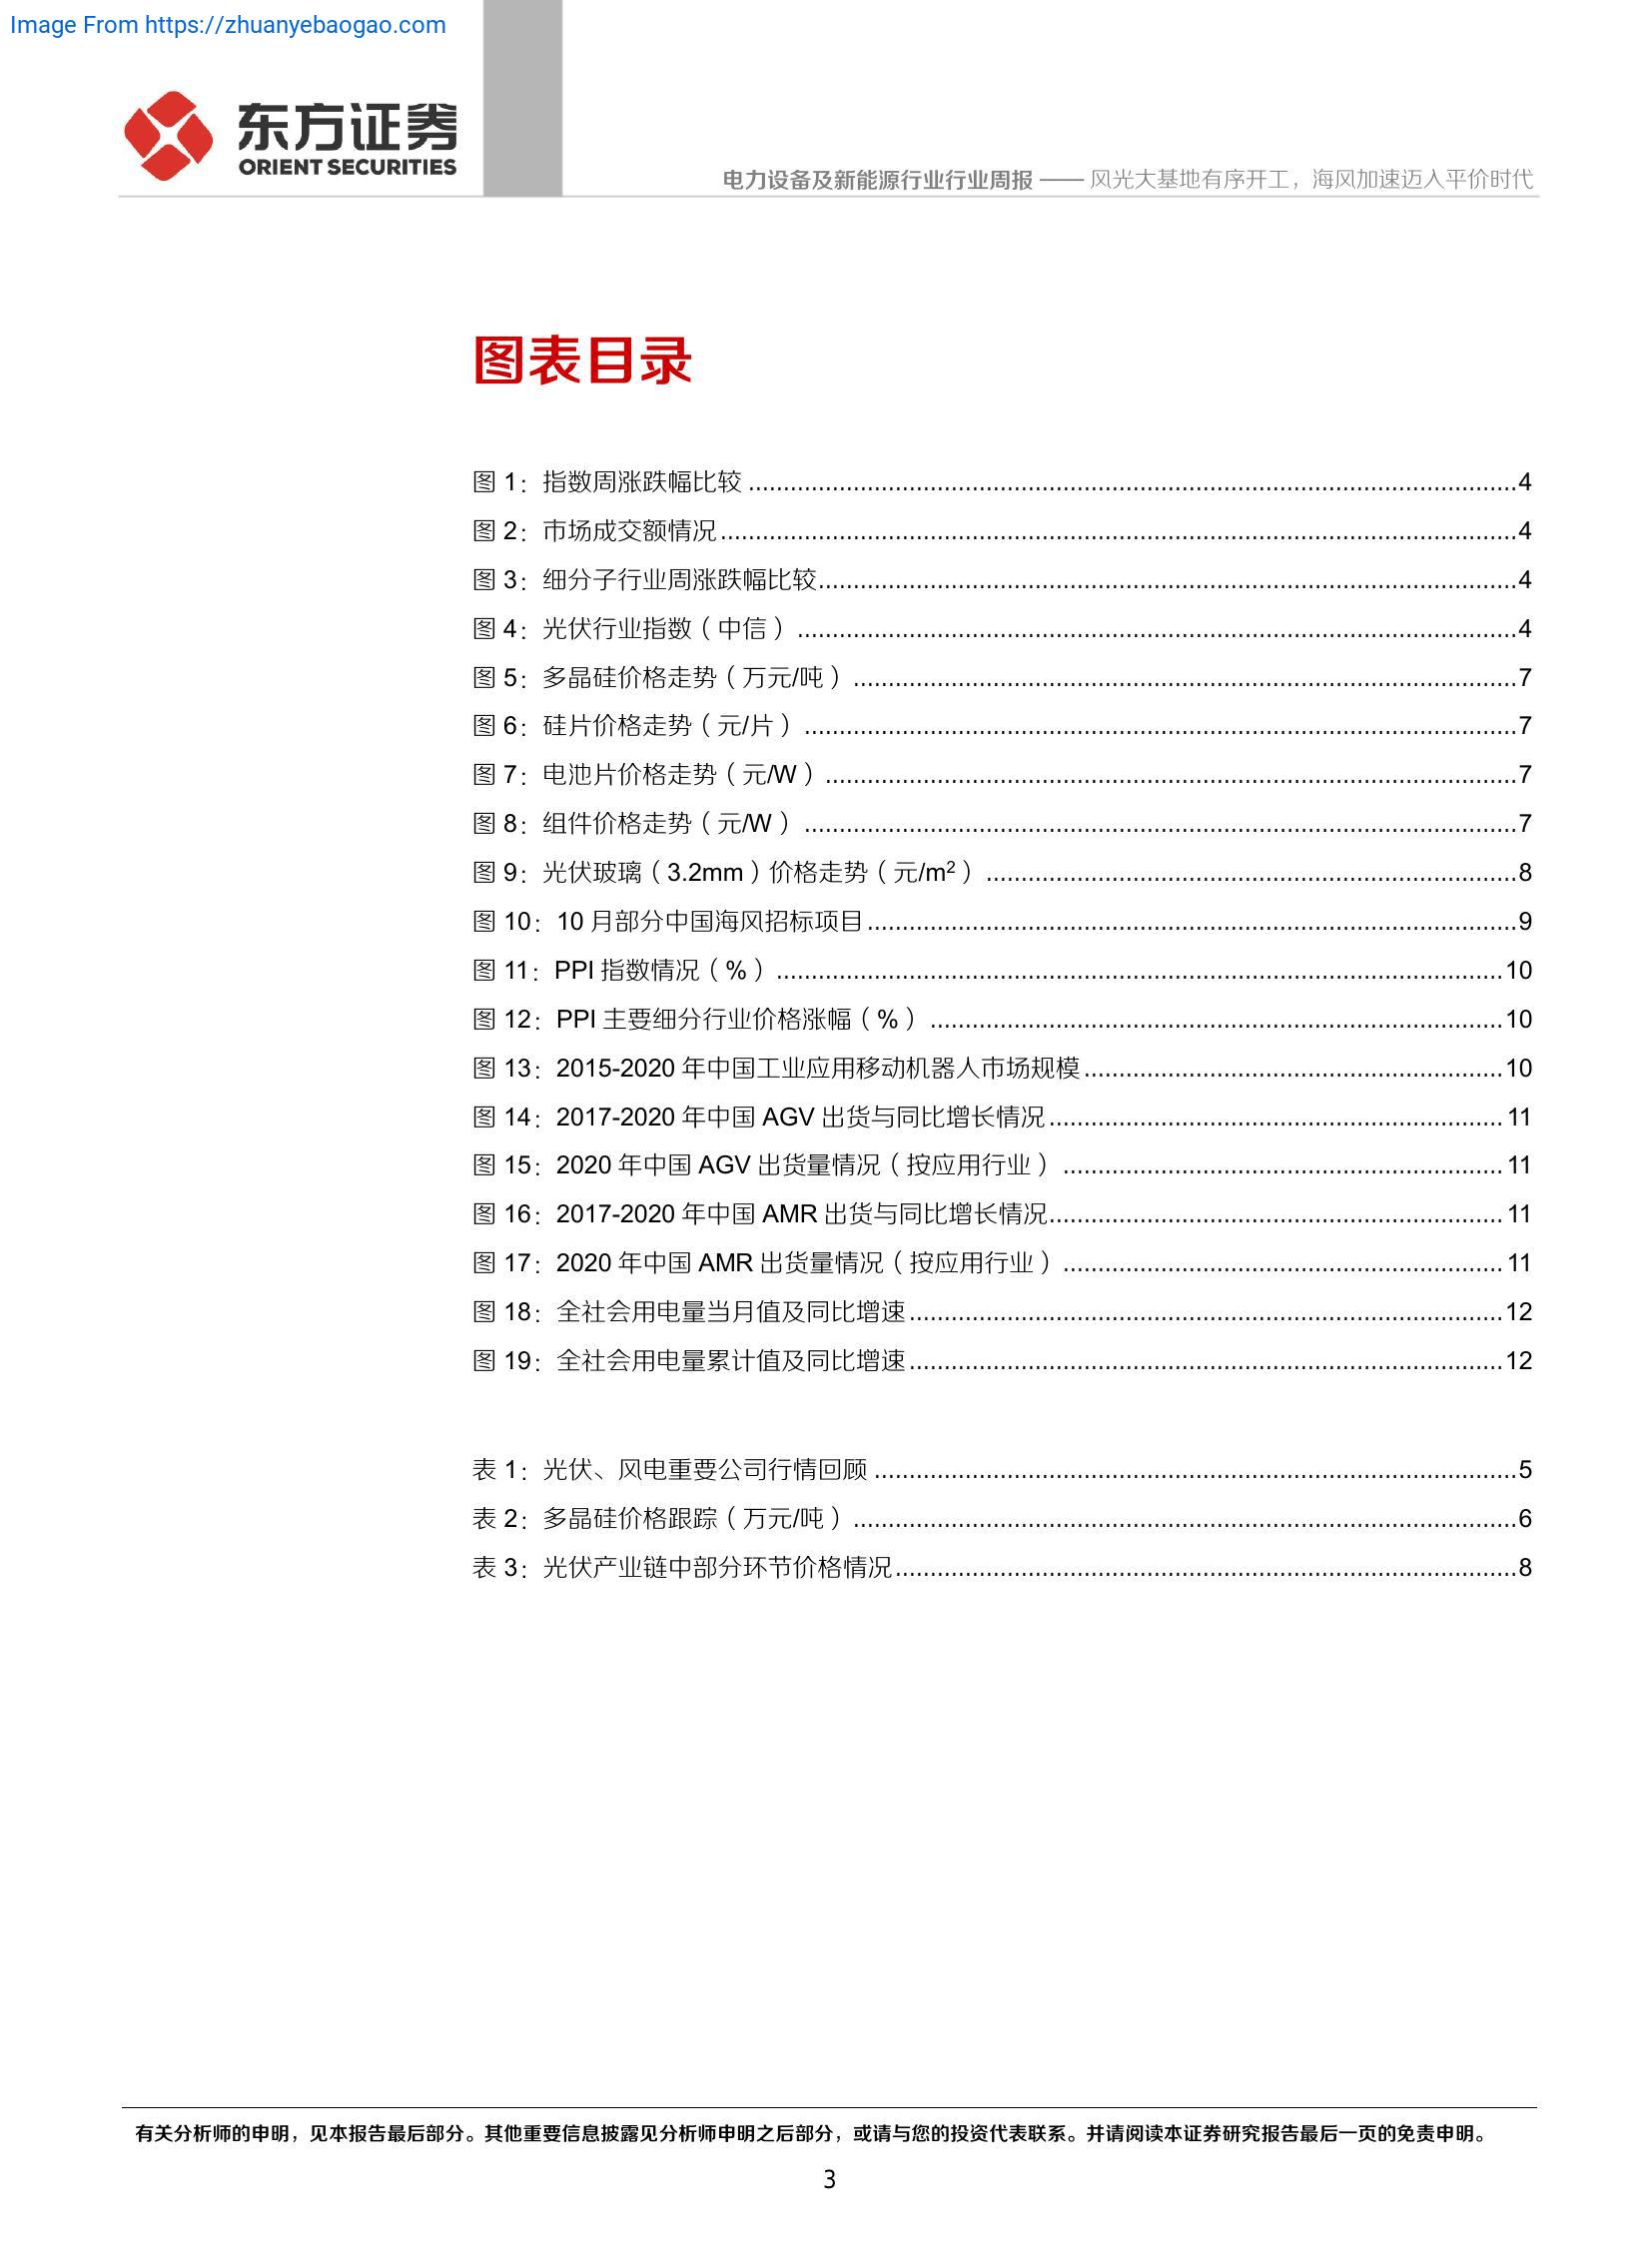 Image From https://zhuanyebaogao.com
东方证券
ORIENT SECURITIES
电力设备及新能源行业行业周报 —— 风光大基地有序开工，海风加速迈入平价时代
图表目录
图 1：指数周涨跌幅比较 ........................................................ 4
图 2：市场成交额情况 ........................................................ 4
图 3：细分子行业周涨跌幅比较 ........................................................ 4
图 4：光伏行业指数（中信） ........................................................ 4
图 5：多晶硅价格走势（万元/吨） ........................................................ 7
图 6：硅片价格走势（元/片） ........................................................ 7
图 7：电池片价格走势（元/W） ........................................................ 7
图 8：组件价格走势（元/W） ........................................................ 7
图 9：光伏玻璃（3.2mm）价格走势（元/m²） ........................................................ 8
图 10：10 月部分中国海风招标项目 ........................................................ 9
图 11：PPI 指数情况（%） ........................................................ 10
图 12：PPI 主要细分行业价格涨幅（%） ........................................................ 10
图 13：2015-2020 年中国工业应用移动机器人市场规模 ........................................................ 10
图 14：2017-2020 年中国 AGV 出货与同比增长情况 ........................................................ 11
图 15：2020 年中国 AGV 出货量情况（按应用行业） ........................................................ 11
图 16：2017-2020 年中国 AMR 出货与同比增长情况 ........................................................ 11
图 17：2020 年中国 AMR 出货量情况（按应用行业） ........................................................ 11
图 18：全社会用电量当月值及同比增速 ........................................................ 12
图 19：全社会用电量累计值及同比增速 ........................................................ 12
表 1：光伏、风电重要公司行情回顾 ........................................................ 5
表 2：多晶硅价格跟踪（万元/吨） ........................................................ 6
表 3：光伏产业链中部分环节价格情况 ........................................................ 8
有关分析师的申明，见本报告最后部分。其他重要信息披露见分析师申明之后部分，或请与您的投资代表联系。并请阅读本证券研究报告最后一页的免责申明。
3